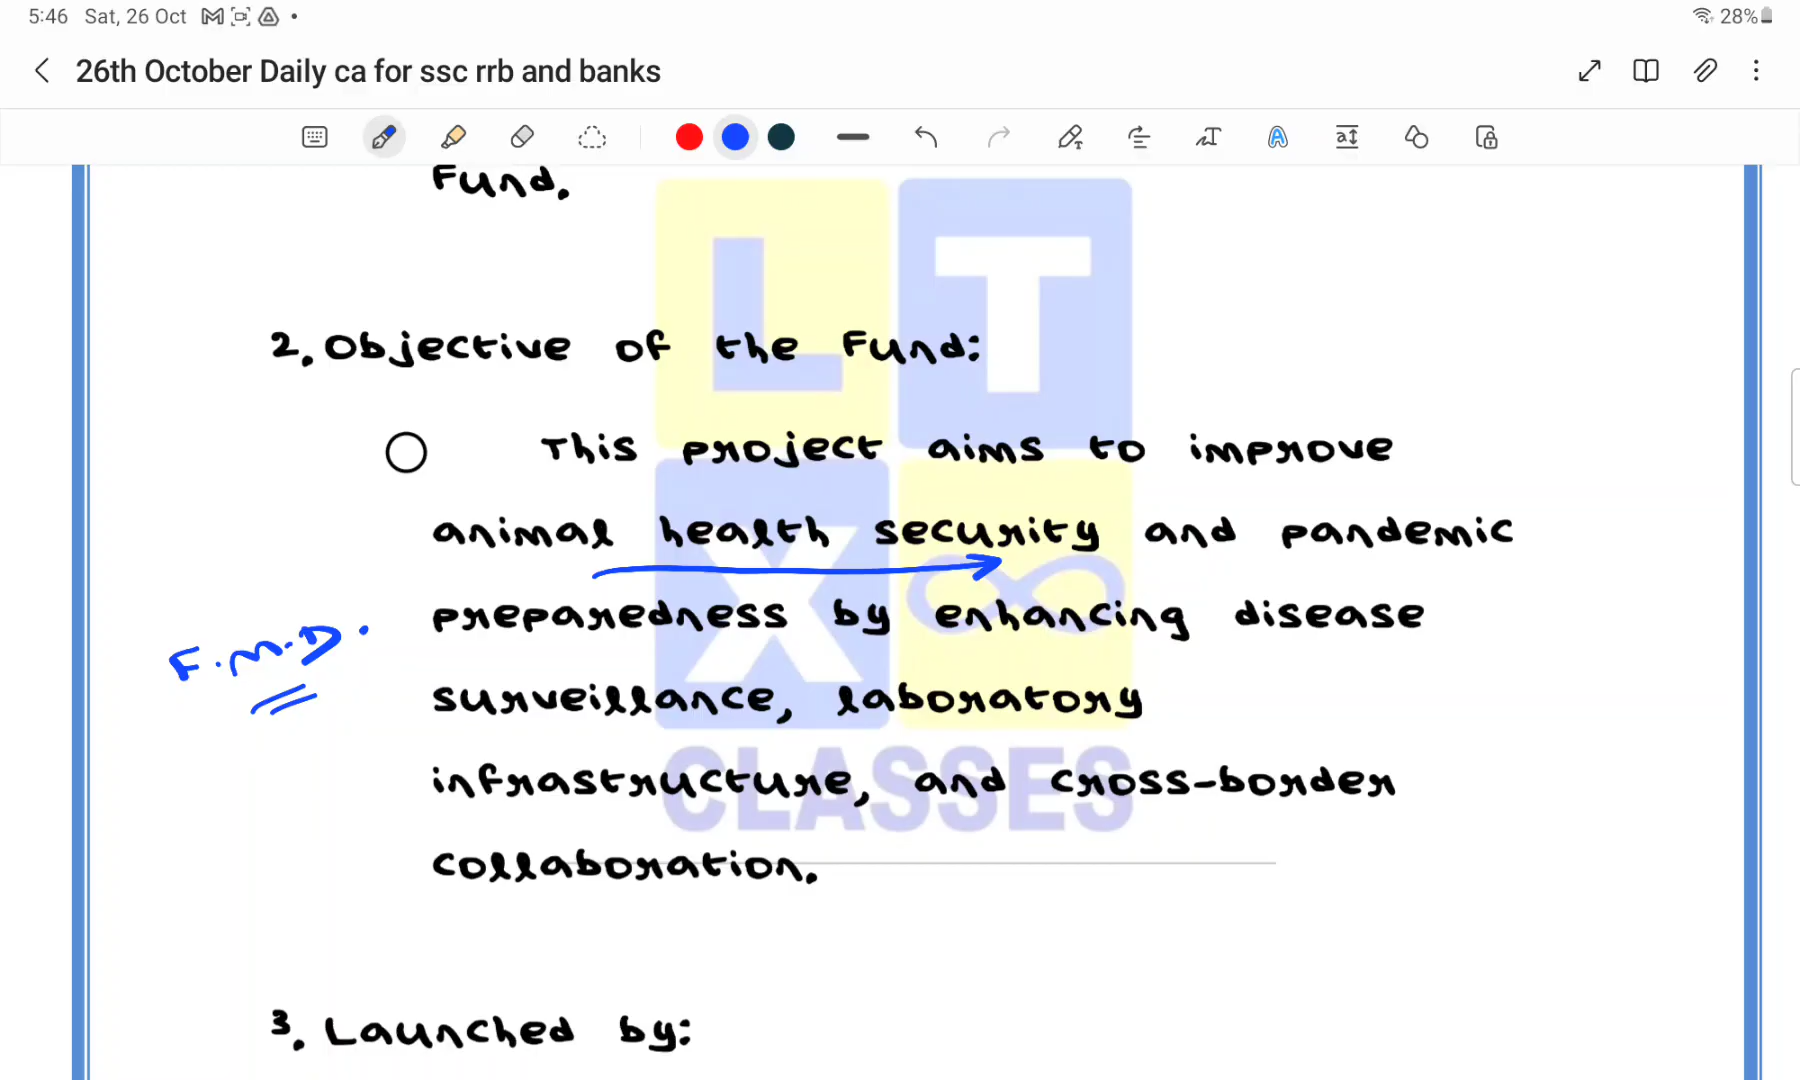 5:46 Sat, 26 Oct
28%
26th October Daily ca for ssc rrb and banks
Fund.
2. Objective of the Fund:
This project aims to improve
animal health security and pandemic
F.M.D.
preparedness by enhancing disease
surveillance, laboratory
infrastructure, and cross-border
collaboration.
3. Launched by:
L T
X
CLASSES